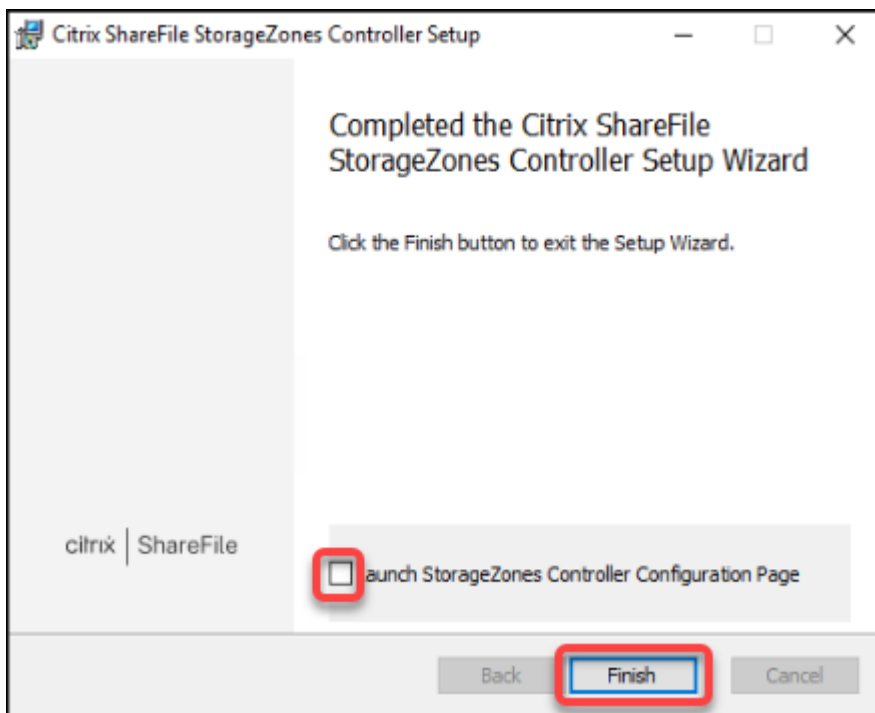 Citrix ShareFile StorageZones Controller Setup
Completed the Citrix ShareFile
StorageZones Controller Setup Wizard
Click the Finish button to exit the Setup Wizard.
citrix | ShareFile
aunch StorageZones Controller Configuration Page
Back
Finish
Cancel